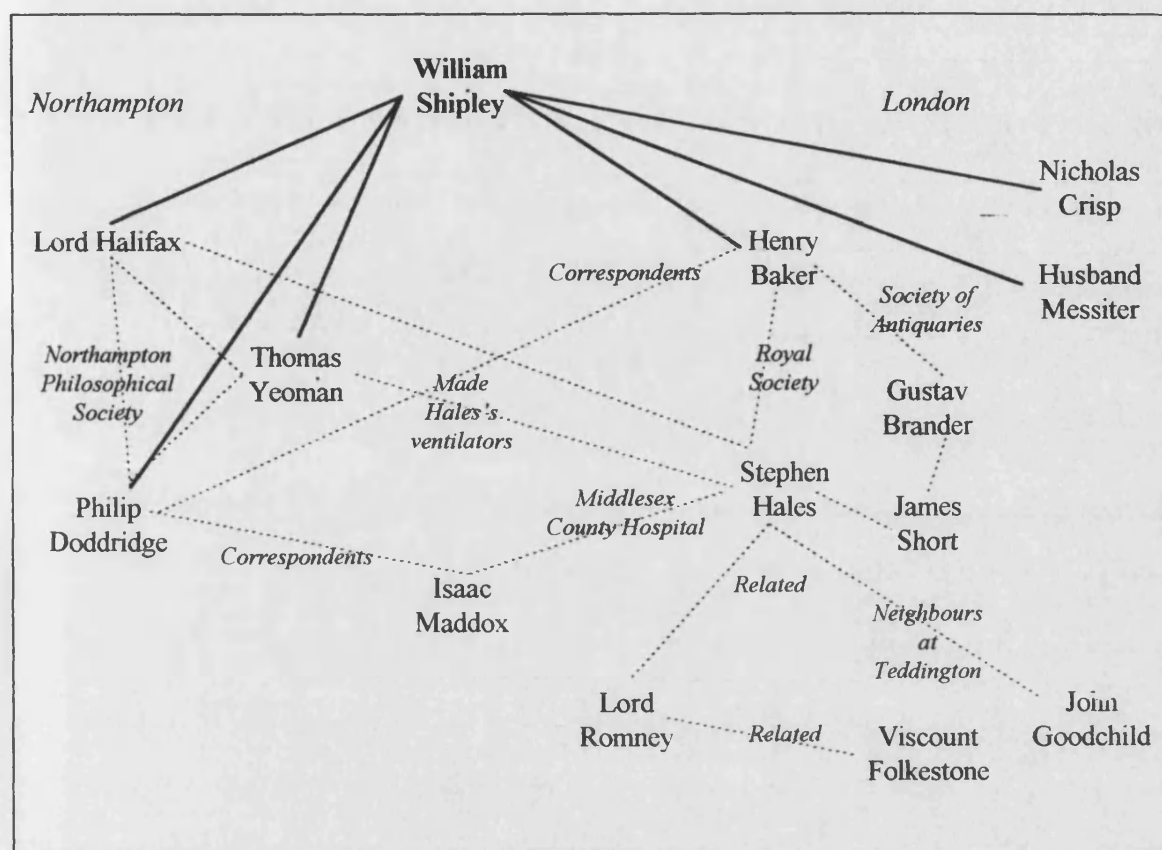 William
Shipley
Northampton
London
Nicholas
Crisp
Lord Halifax
Henry
Baker
Correspondents
Husband
Messiter
Society of
Antiquaries
Northampton
Philosophical
Society
Thomas
Yeoman
Royal
Society
Made
Hales's
ventilators
Gustav
Brander
Stephen
Hales
Philip
Doddridge
Middlesex
County Hospital
James
Short
Correspondents
Isaac
Maddox
Related
Neighbours
at
Teddington
Lord
Romney
Related
Viscount
Folkestone
John
Goodchild